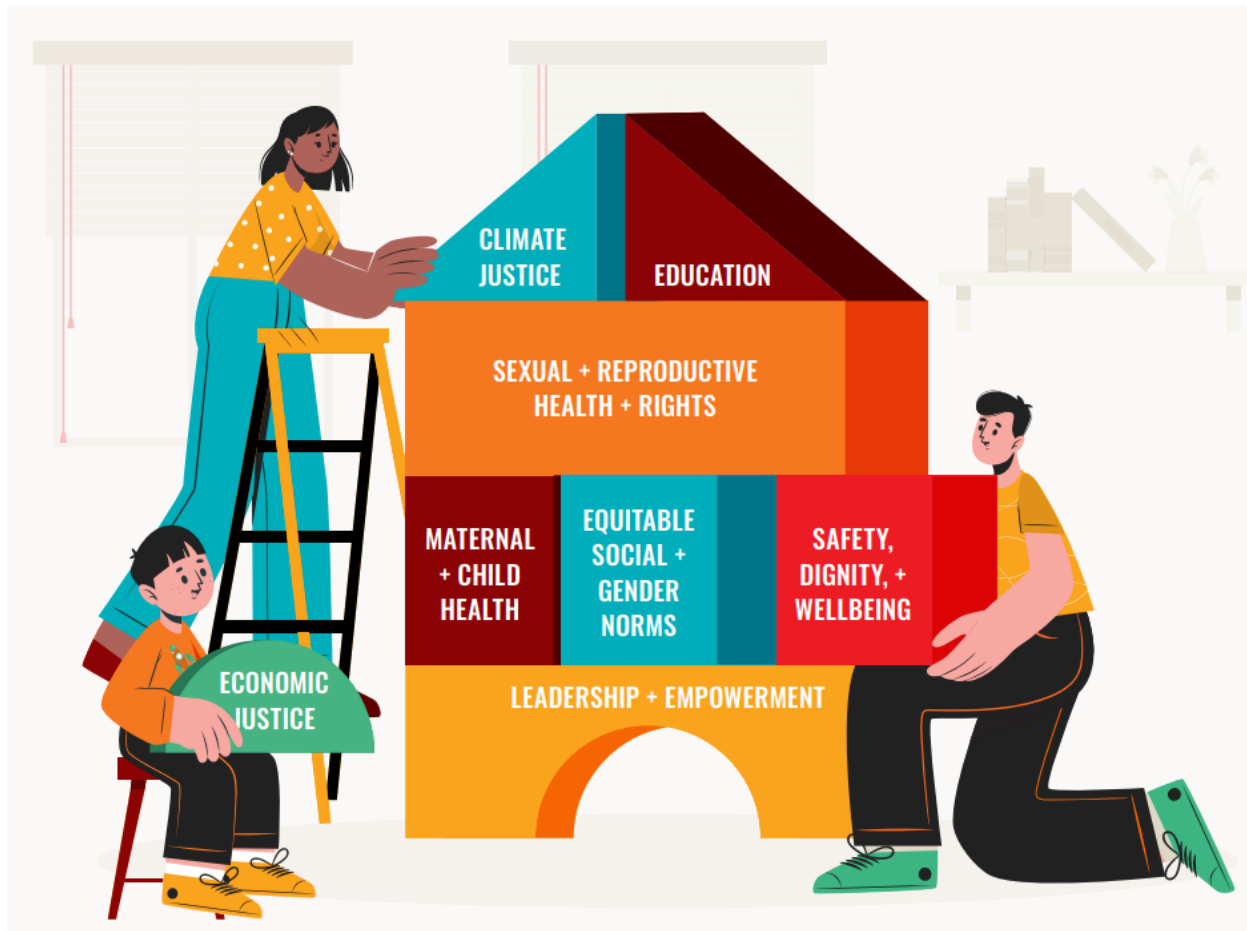 CLIMATE
JUSTICE
EDUCATION
SEXUAL + REPRODUCTIVE
HEALTH + RIGHTS
MATERNAL
+ CHILD
HEALTH
EQUITABLE
SOCIAL +
GENDER
NORMS
SAFETY,
DIGNITY, +
WELLBEING
LEADERSHIP + EMPOWERMENT
ECONOMIC
JUSTICE